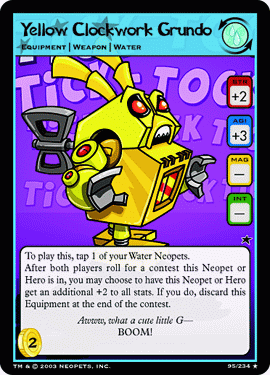 Yellow Clockwork Grundo
Equipment | Weapon | Water
TICK TOCK
TICK TOCK
STR
+2
AGI
+3
MAG
–
INT
–
To play this, tap 1 of your Water Neopets.
After both players roll for a contest this Neopet or
Hero is in, you may choose to have this Neopet or Hero
get an additional +2 to all stats. If you do, discard this
Equipment at the end of the contest.
Awww, what a cute little G—
BOOM!
2
TM & © 2003 NEOPETS, INC.
95/234 ★